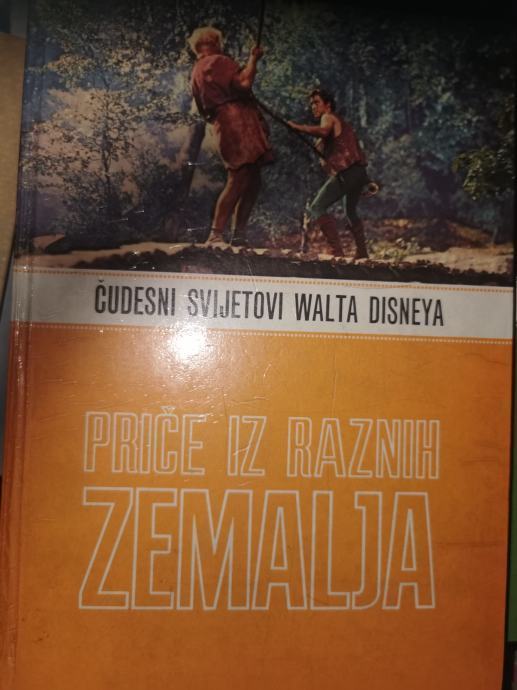 ČUDESNI SVIJETOVI WALTA DISNEYA
PRIČE IZ RAZNIH
ZEMALJA